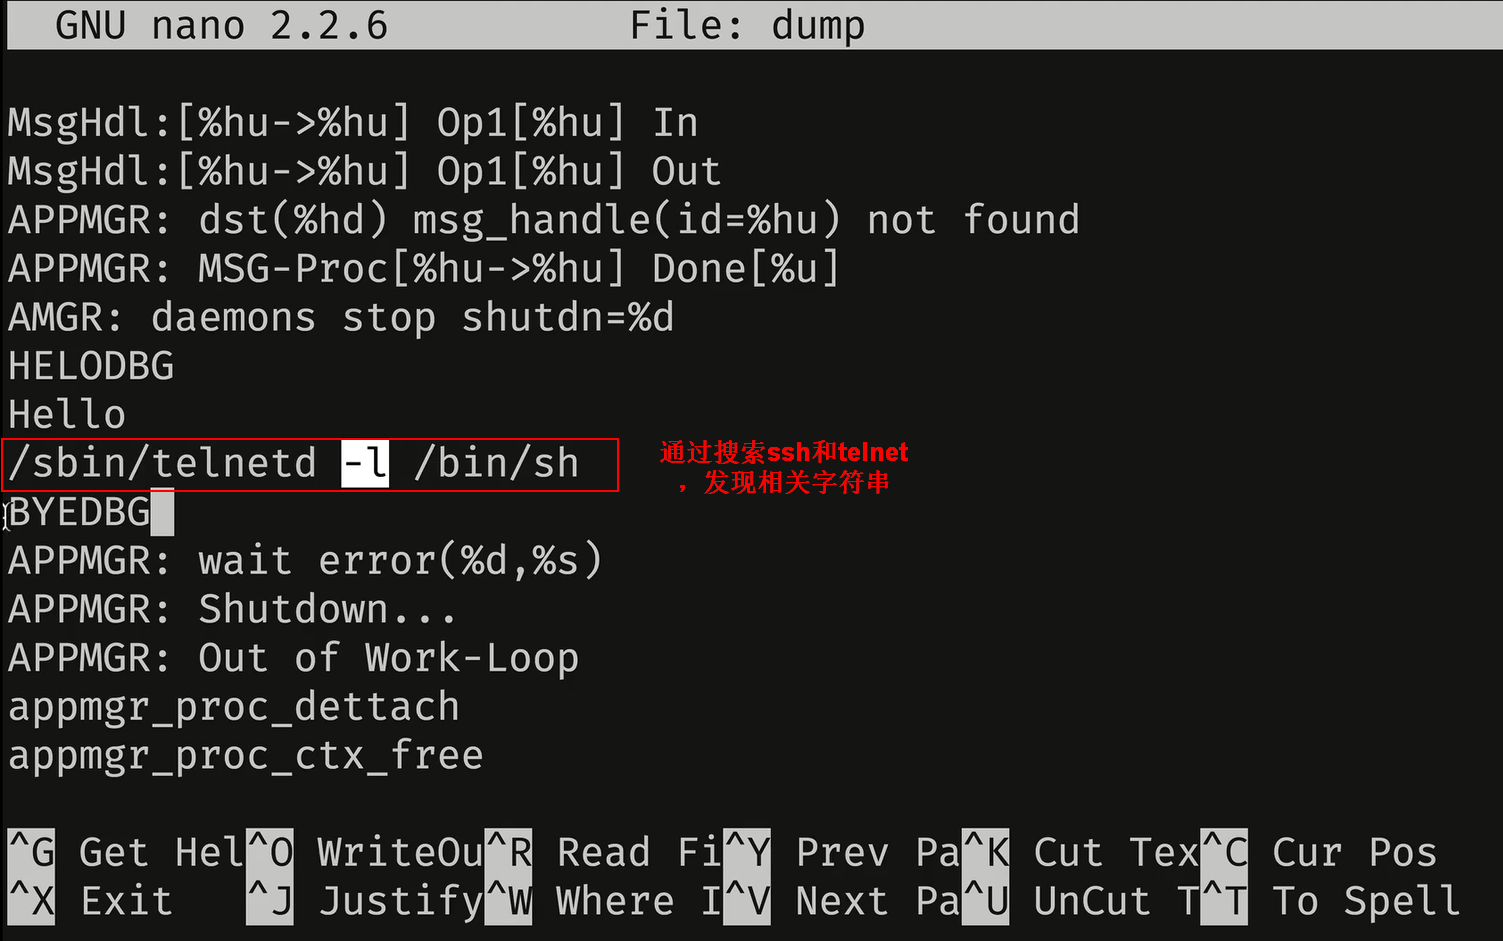 GNU nano 2.2.6 File: dump
MsgHdl:[%hu->%hu] Op1[%hu] In
MsgHdl:[%hu->%hu] Op1[%hu] Out
APPMGR: dst(%hd) msg_handle(id=%hu) not found
APPMGR: MSG-Proc[%hu->%hu] Done[%u]
AMGR: daemons stop shutdn=%d
HELODBG
Hello
/sbin/telnetd -l /bin/sh
通过搜索ssh和telnet
，发现相关字符串
BYEDBG
APPMGR: wait error(%d,%s)
APPMGR: Shutdown...
APPMGR: Out of Work-Loop
appmgr_proc_dettach
appmgr_proc_ctx_free
^G Get Hel^O WriteOu^R Read Fi^Y Prev Pa^K Cut Tex^C Cur Pos
^X Exit ^J Justify^W Where I^V Next Pa^U UnCut T^T To Spell